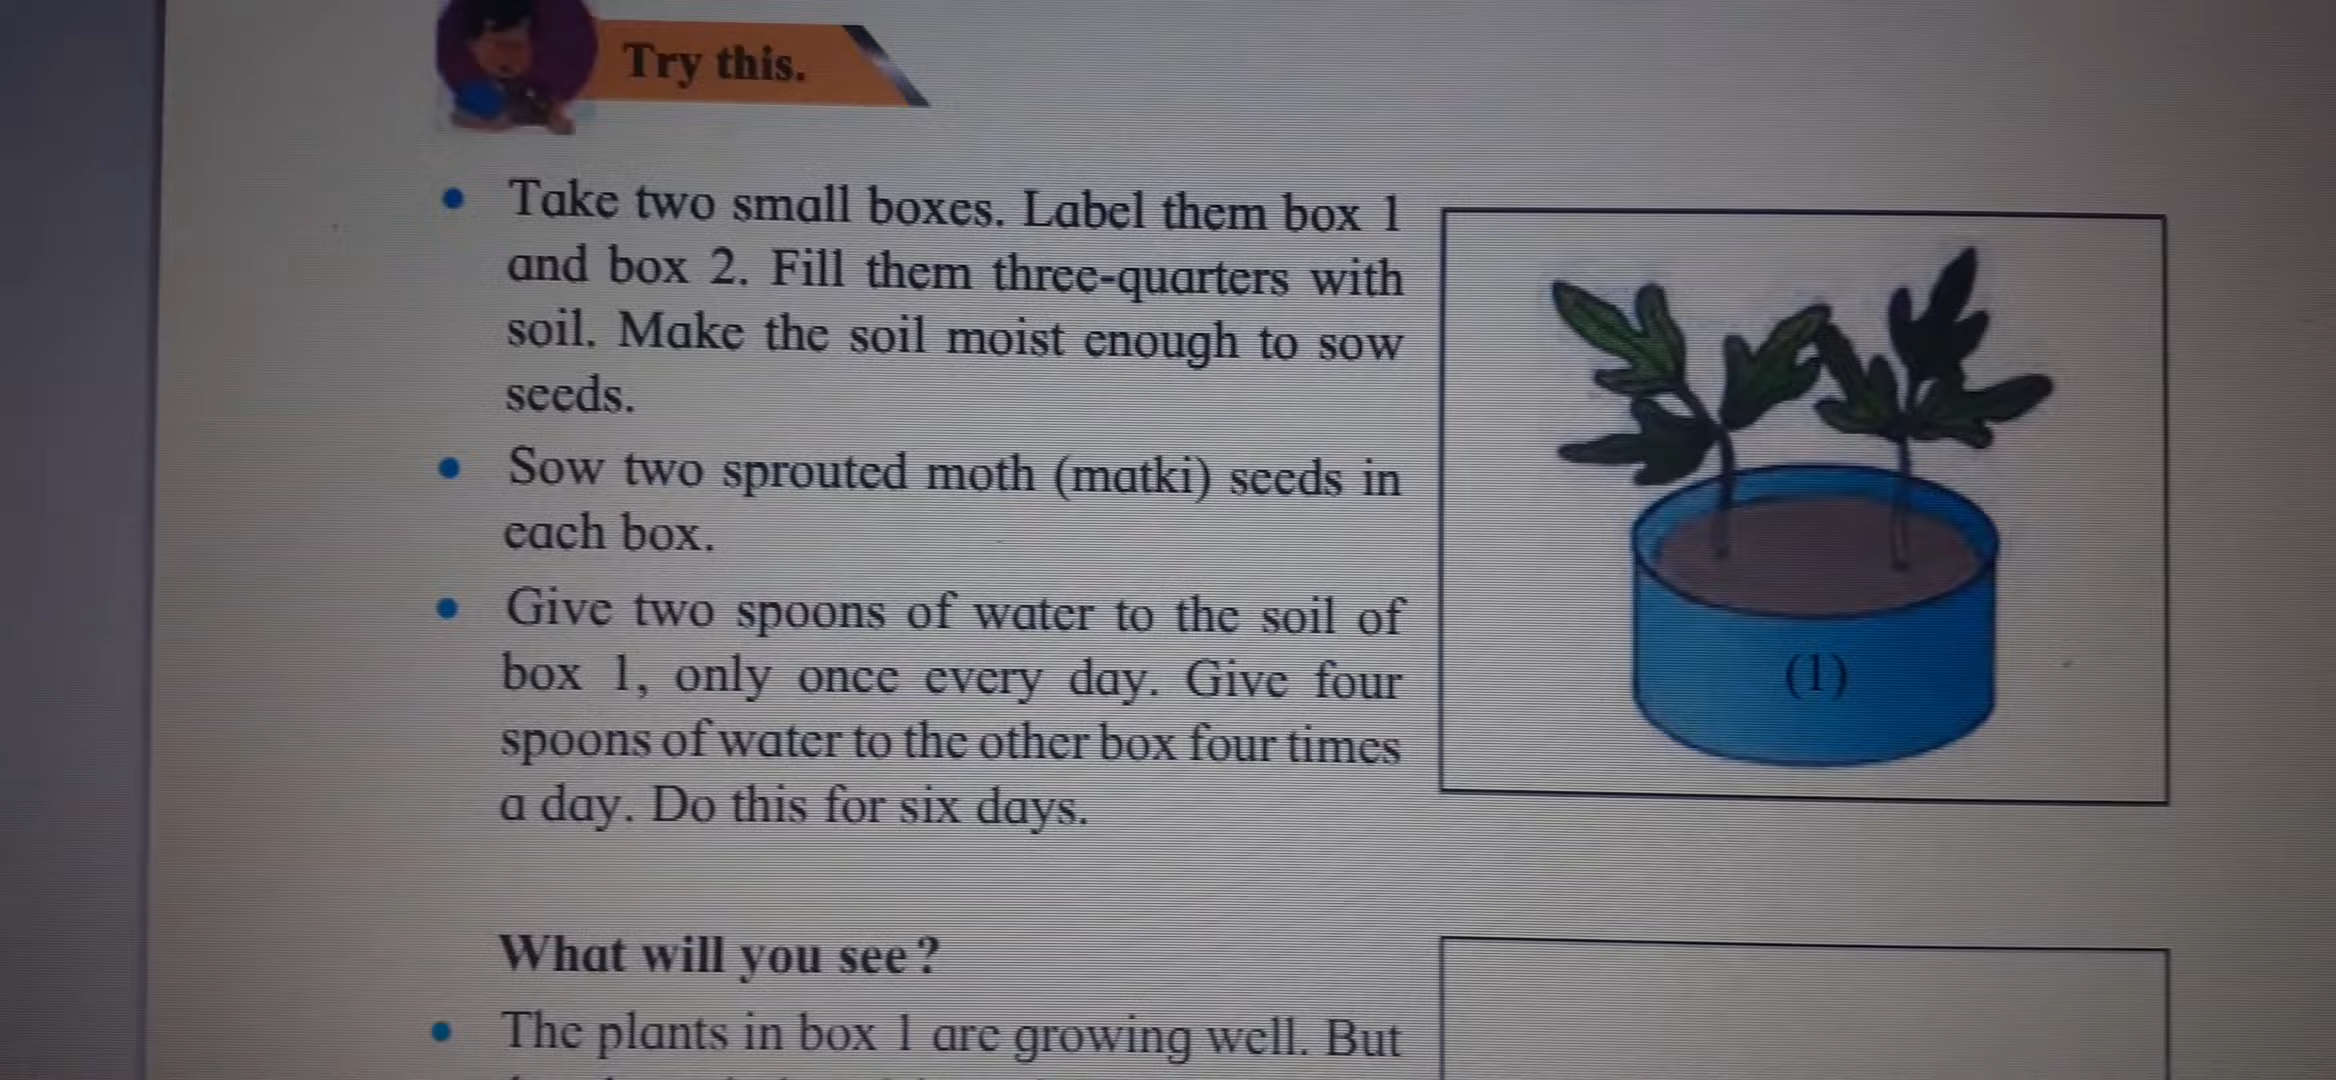 Try this.
• Take two small boxes. Label them box 1
and box 2. Fill them three-quarters with
soil. Make the soil moist enough to sow
seeds.
• Sow two sprouted moth (matki) seeds in
each box.
• Give two spoons of water to the soil of
box 1, only once every day. Give four
spoons of water to the other box four times
a day. Do this for six days.
(1)
What will you see?
• The plants in box 1 are growing well. But